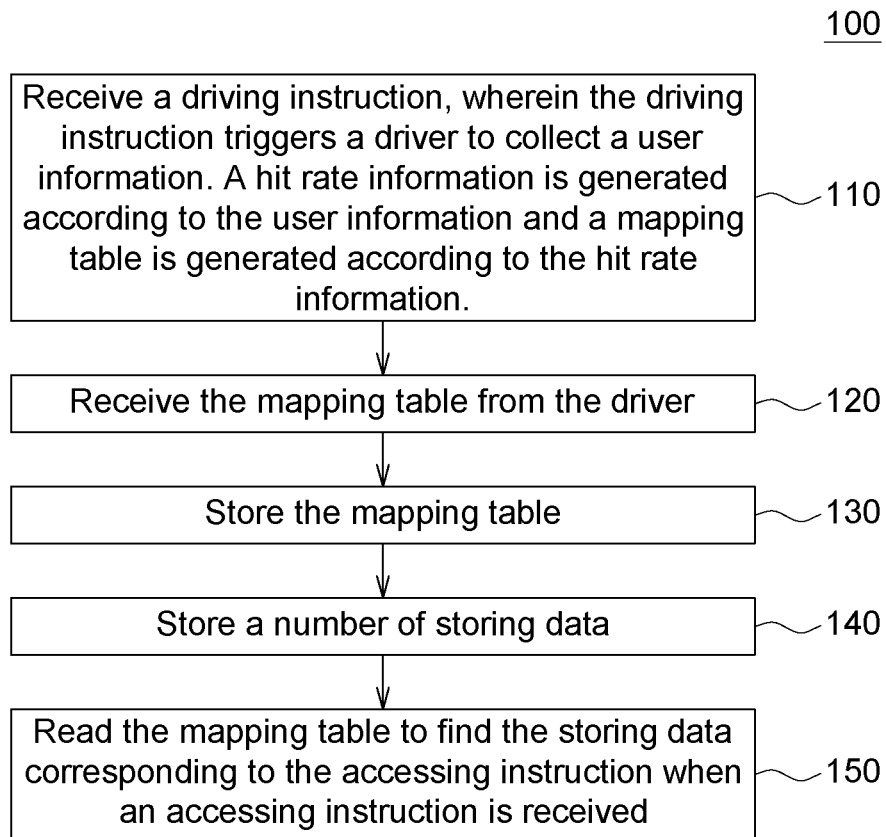 100
Receive a driving instruction, wherein the driving
instruction triggers a driver to collect a user
information. A hit rate information is generated
according to the user information and a mapping
table is generated according to the hit rate
information.
110
Receive the mapping table from the driver
120
Store the mapping table
130
Store a number of storing data
140
Read the mapping table to find the storing data
corresponding to the accessing instruction when
an accessing instruction is received
150